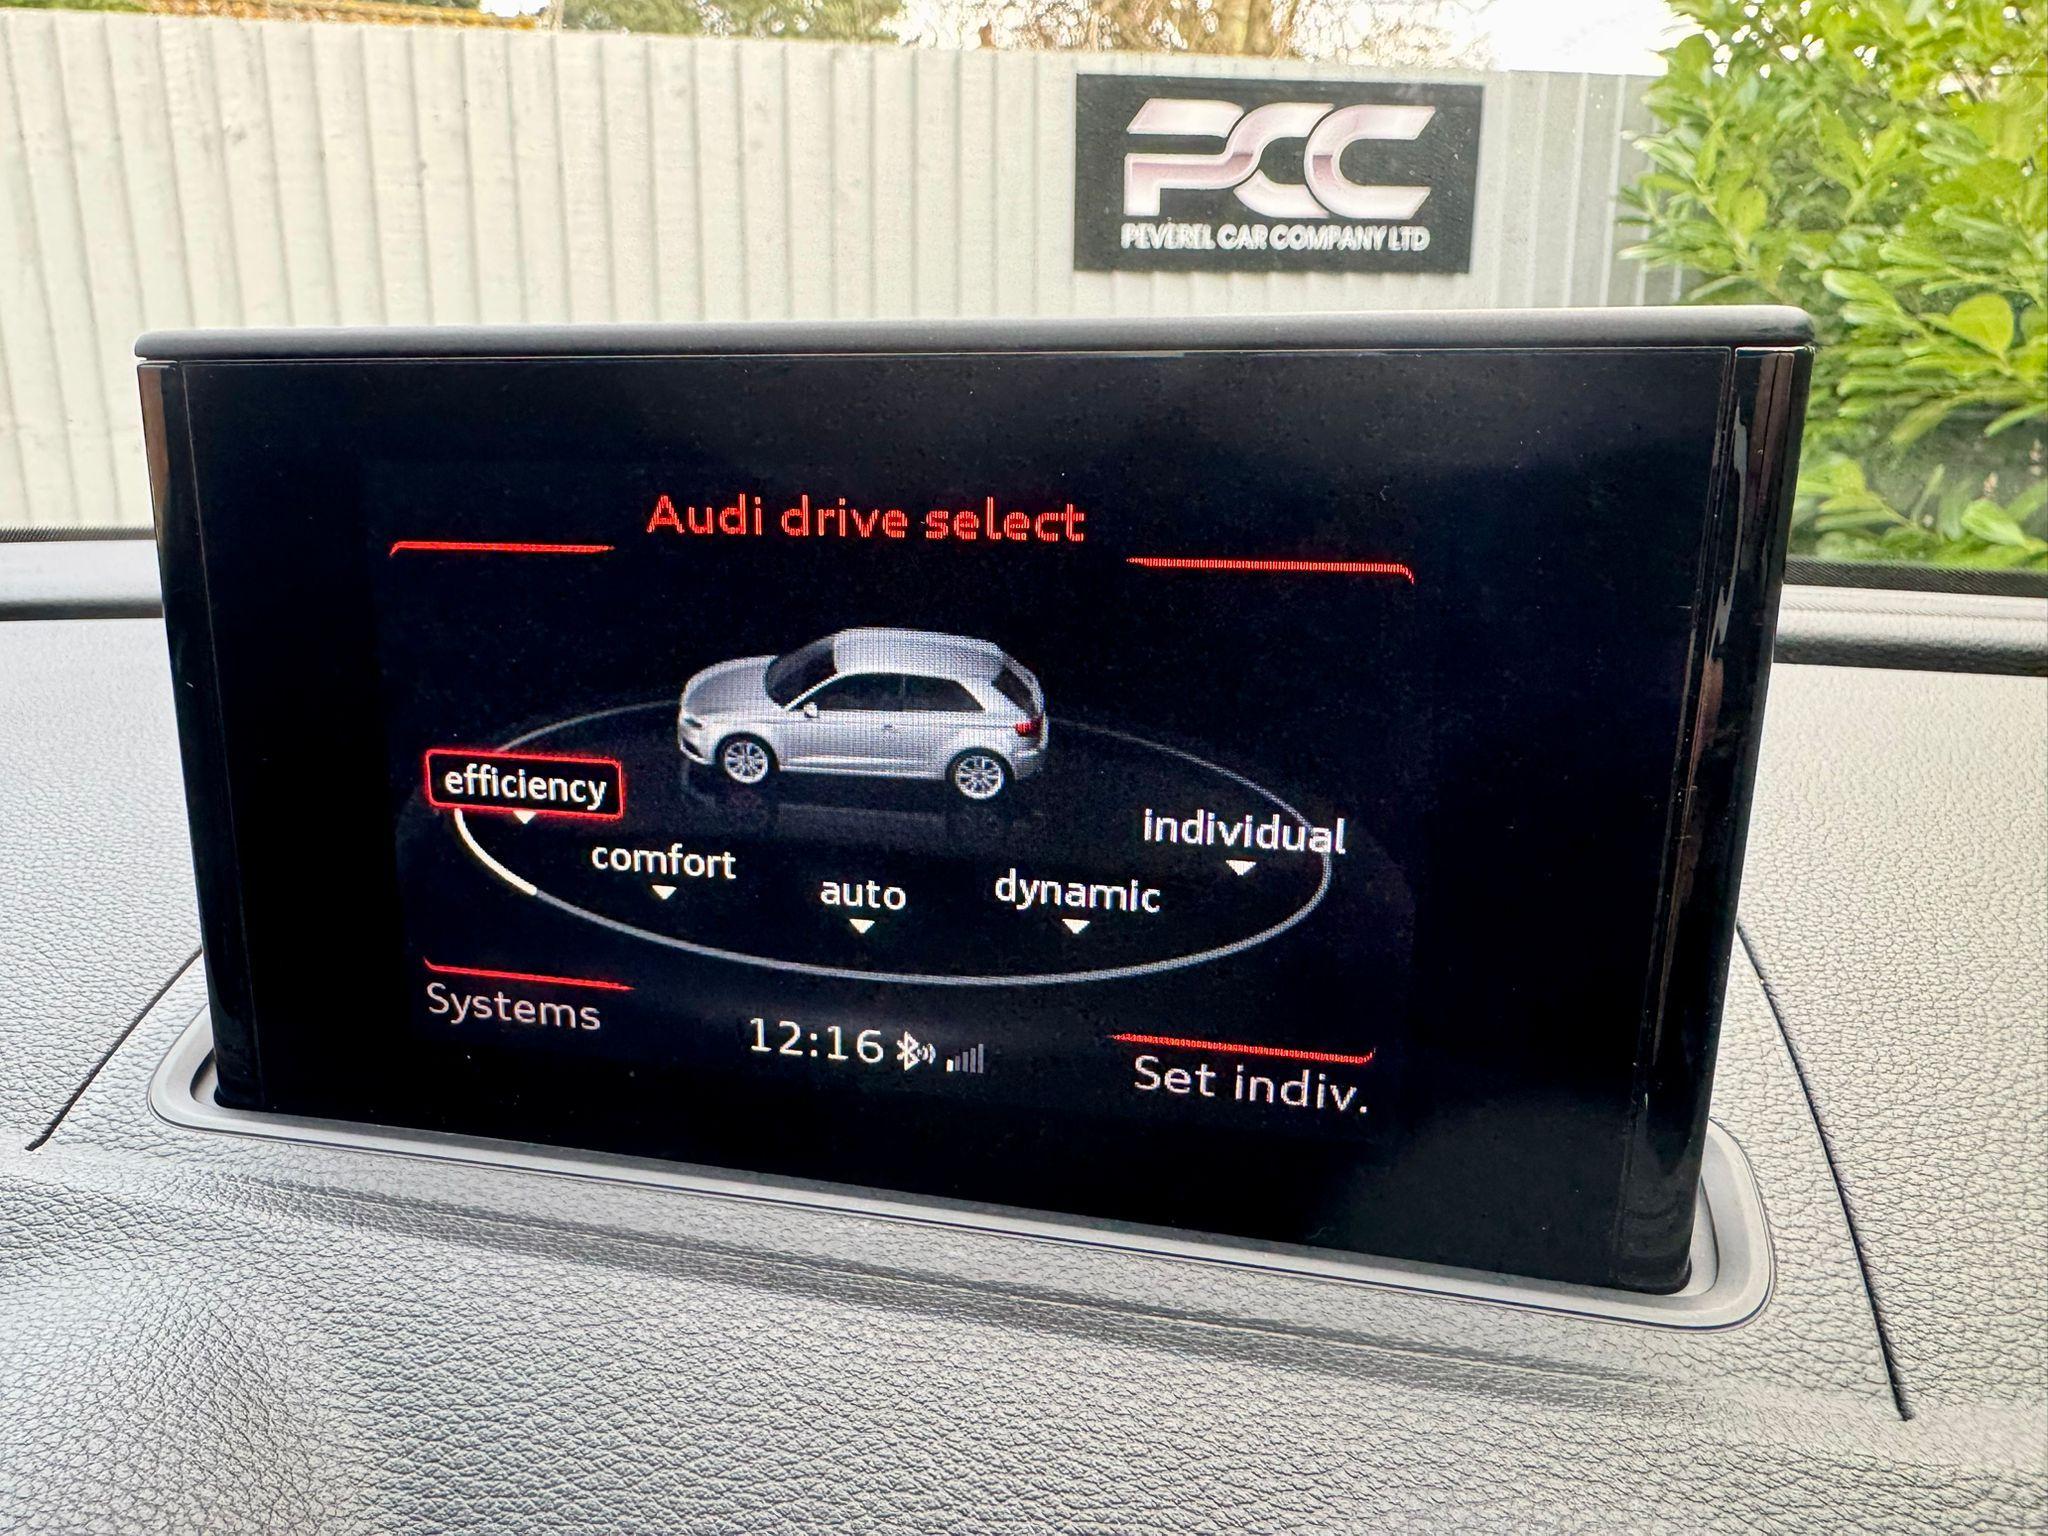 PCC
PEVEREL CAR COMPANY LTD
Audi drive select
efficiency
comfort
auto
dynamic
individual
Systems
12:16
Set indiv.